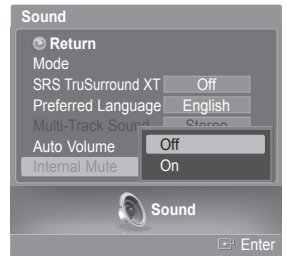 Sound
Return
Mode
SRS TruSurround XT Off
Preferred Language English
Multi-Track Sound Stereo
Auto Volume Off
Internal Mute On
Sound
Enter